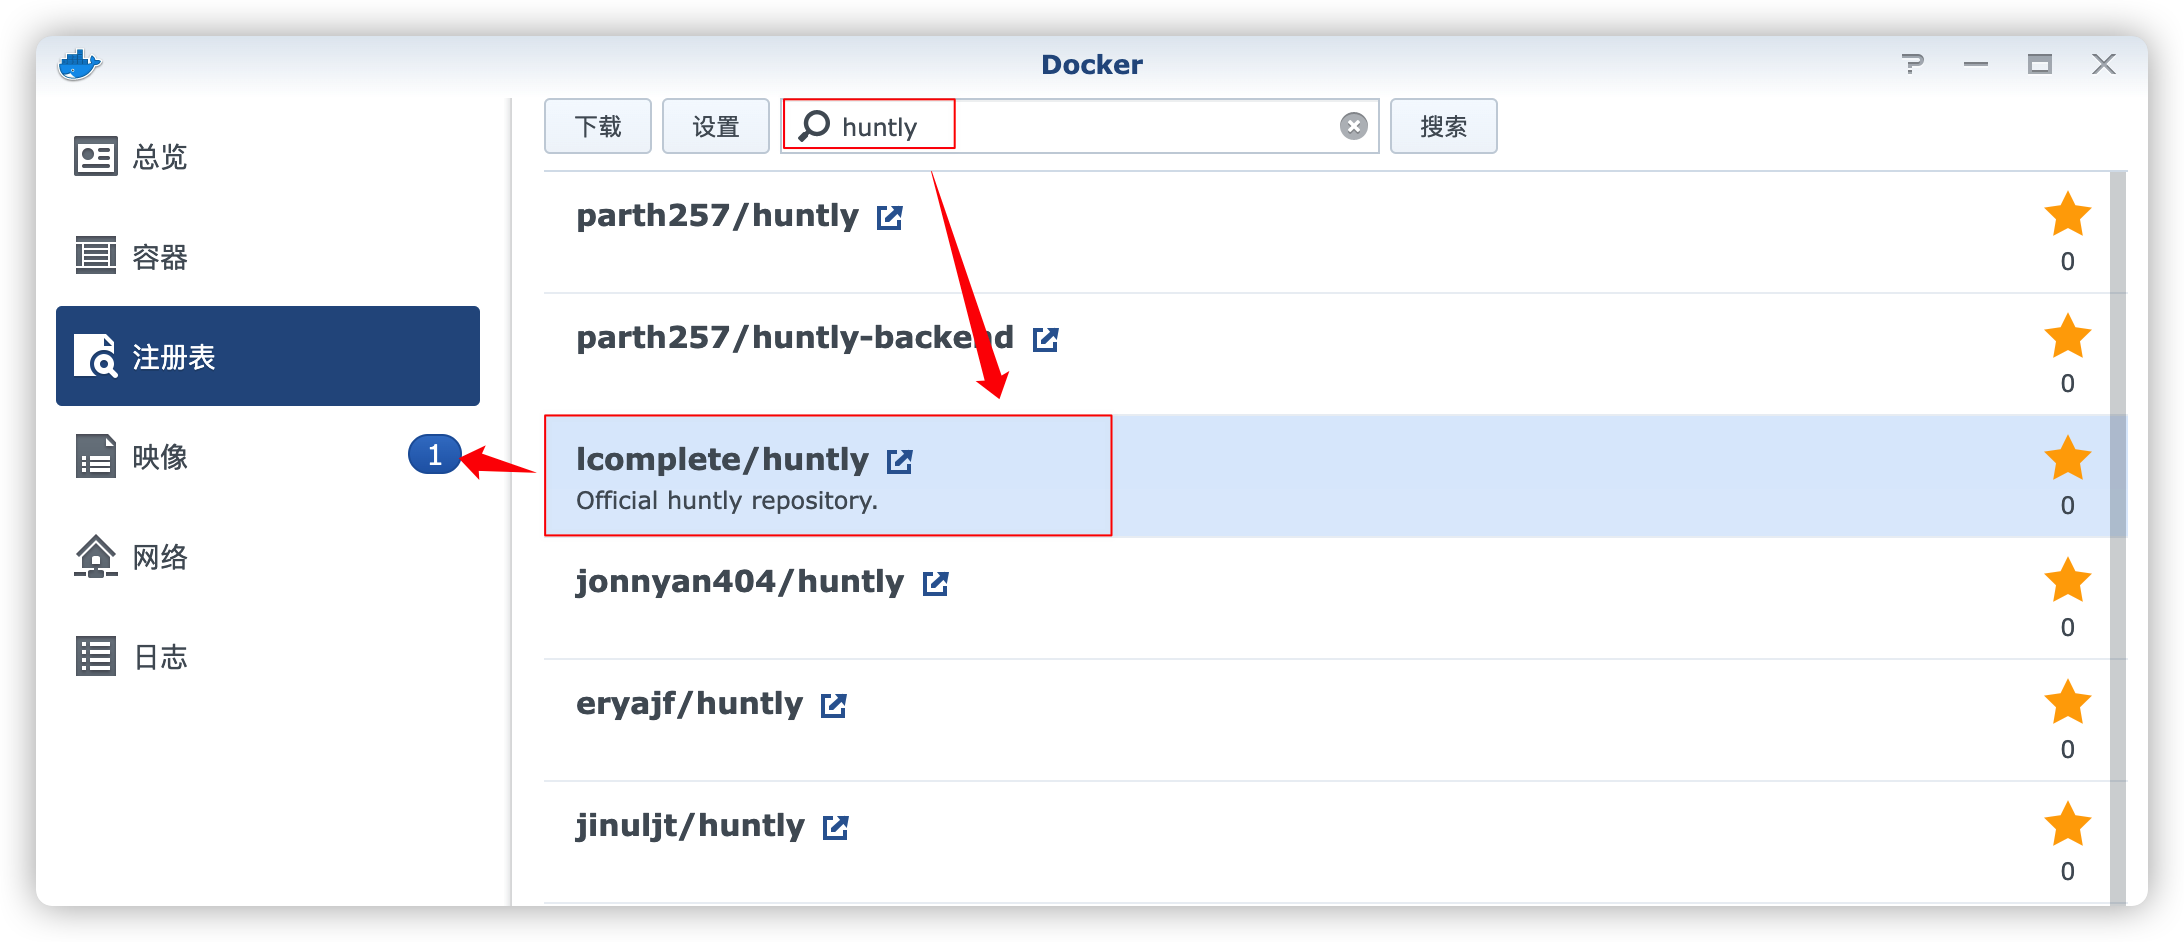 Docker
总览
容器
注册表
映像
1
网络
日志
下载
设置
huntly
搜索
parth257/huntly
0
parth257/huntly-backend
0
lcomplete/huntly
Official huntly repository.
0
jonnyan404/huntly
0
eryajf/huntly
0
jinuljt/huntly
0